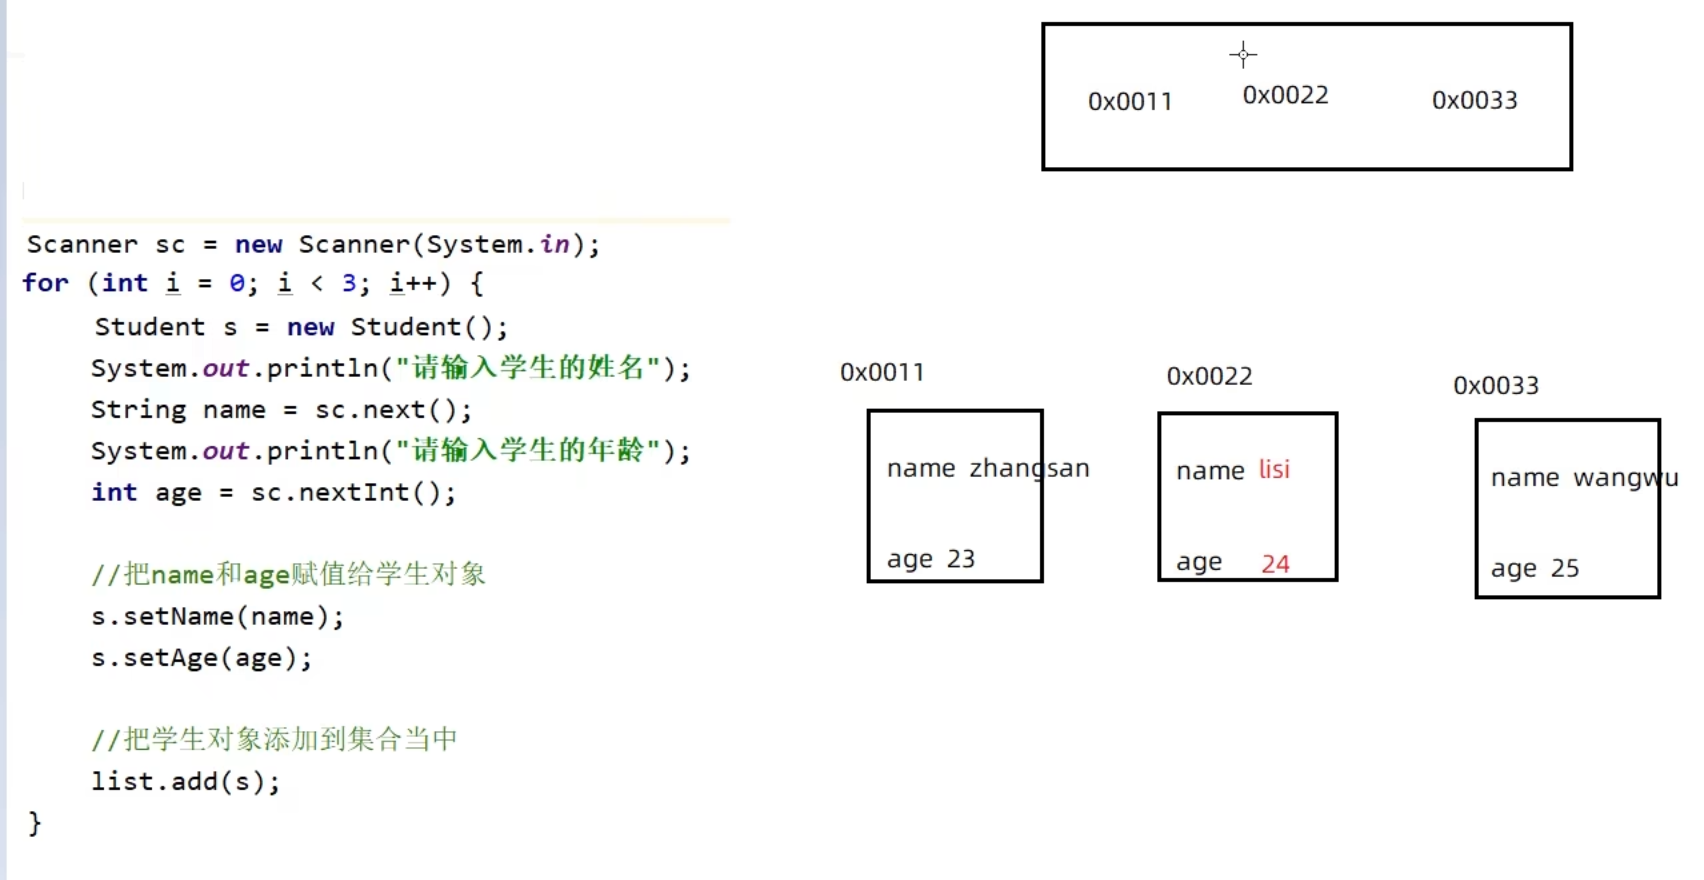 0x0011 0x0022 0x0033
Scanner sc = new Scanner(System.in);
for (int i = 0; i < 3; i++) {
Student s = new Student();
System.out.println("请输入学生的姓名");
String name = sc.next();
System.out.println("请输入学生的年龄");
int age = sc.nextInt();
//把name和age赋值给学生对象
s.setName(name);
s.setAge(age);
//把学生对象添加到集合当中
list.add(s);
}
0x0011
name zhangsan
age 23
0x0022
name lisi
age 24
0x0033
name wangwu
age 25